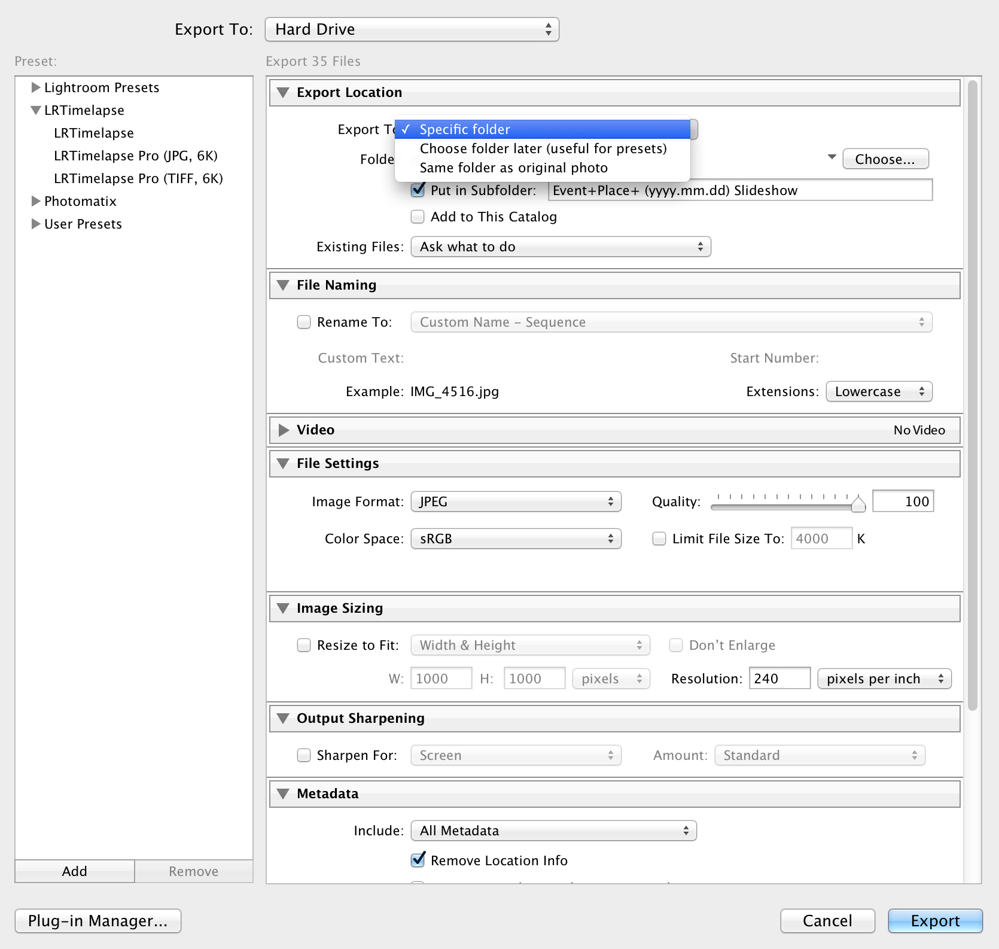 Export To: Hard Drive
Preset:
Export 35 Files
Lightroom Presets
LRTimelapse
LRTimelapse
LRTimelapse Pro (JPG, 6K)
LRTimelapse Pro (TIFF, 6K)
Photomatix
User Presets
Add Remove
Export Location
Export To
✓ Specific folder
Choose folder later (useful for presets)
Same folder as original photo
Folde
Choose...
Put in Subfolder: Event+Place+ (yyyy.mm.dd) Slideshow
Add to This Catalog
Existing Files: Ask what to do
File Naming
Rename To: Custom Name - Sequence
Custom Text: Start Number:
Example: IMG_4516.jpg Extensions: Lowercase
Video No Video
File Settings
Image Format: JPEG Quality: 100
Color Space: sRGB Limit File Size To: 4000 K
Image Sizing
Resize to Fit: Width & Height Don't Enlarge
W: 1000 H: 1000 pixels Resolution: 240 pixels per inch
Output Sharpening
Sharpen For: Screen Amount: Standard
Metadata
Include: All Metadata
Remove Location Info
Plug-in Manager... Cancel Export